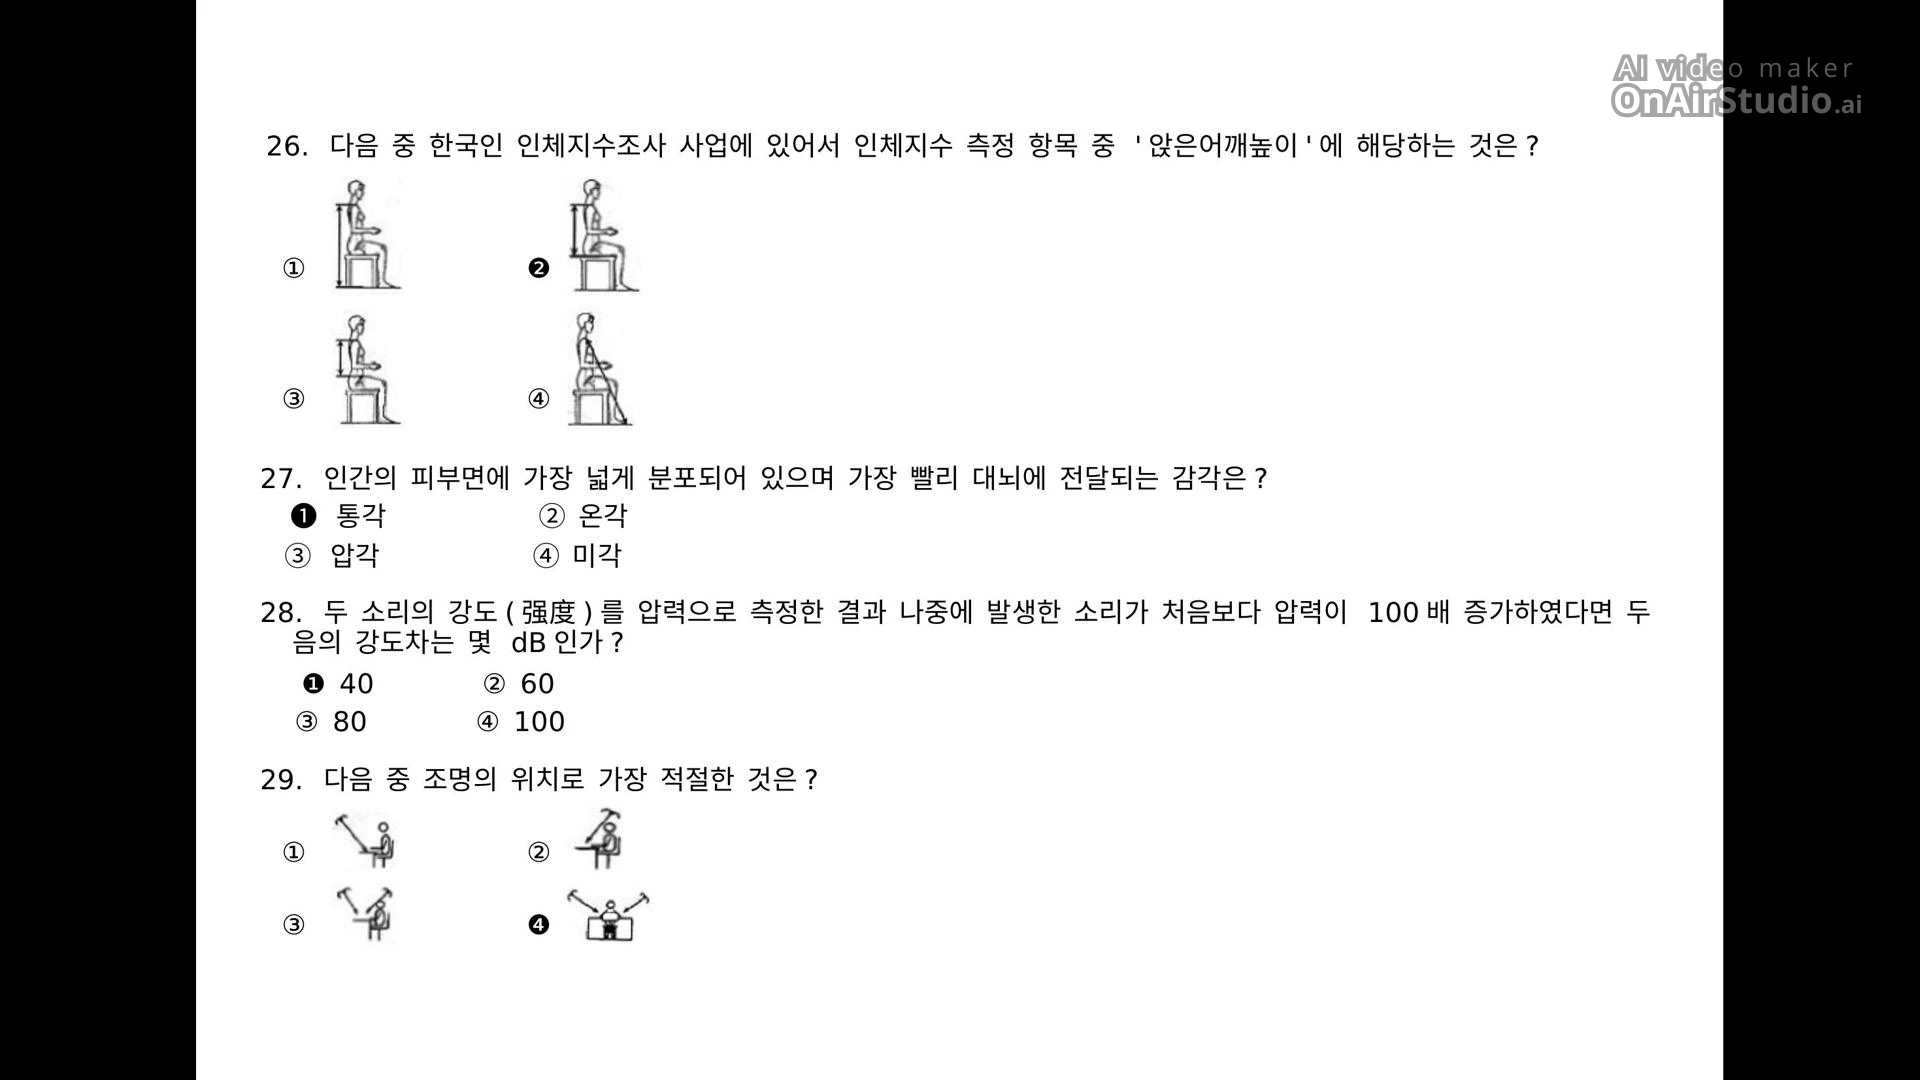 AI video maker
OnAirStudio.ai
26. 다음 중 한국인 인체지수조사 사업에 있어서 인체지수 측정 항목 중 '앉은어깨높이'에 해당하는 것은?
① ❷
③ ④
27. 인간의 피부면에 가장 넓게 분포되어 있으며 가장 빨리 대뇌에 전달되는 감각은?
❶ 통각 ② 온각
③ 압각 ④ 미각
28. 두 소리의 강도(强度)를 압력으로 측정한 결과 나중에 발생한 소리가 처음보다 압력이 100배 증가하였다면 두
음의 강도차는 몇 dB인가?
❶ 40 ② 60
③ 80 ④ 100
29. 다음 중 조명의 위치로 가장 적절한 것은?
① ②
③ ❹